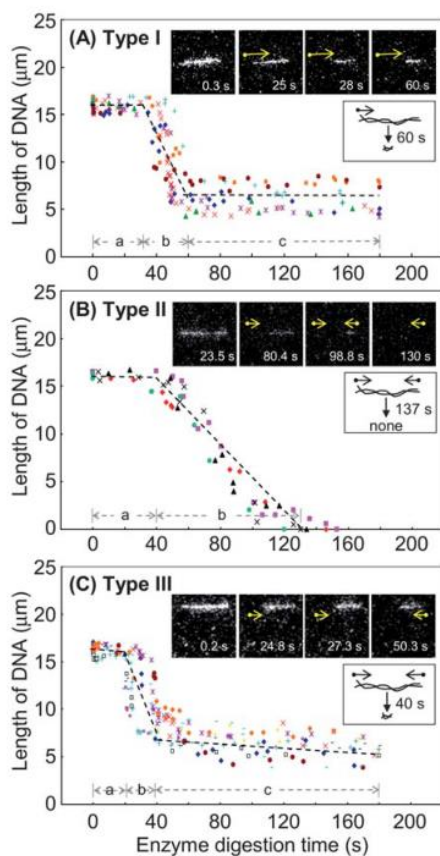 (A) Type I
0.3 s 25 s 28 s 60 s
60 s
Length of DNA (μm)
25
20
15
10
5
0
a b c
0 40 80 120 160 200
(B) Type II
23.5 s 80.4 s 98.8 s 130 s
137 s
none
Length of DNA (μm)
25
20
15
10
5
0
a b
0 40 80 120 160 200
(C) Type III
0.2 s 24.8 s 27.3 s 50.3 s
40 s
Length of DNA (μm)
25
20
15
10
5
0
a b c
0 40 80 120 160 200
Enzyme digestion time (s)